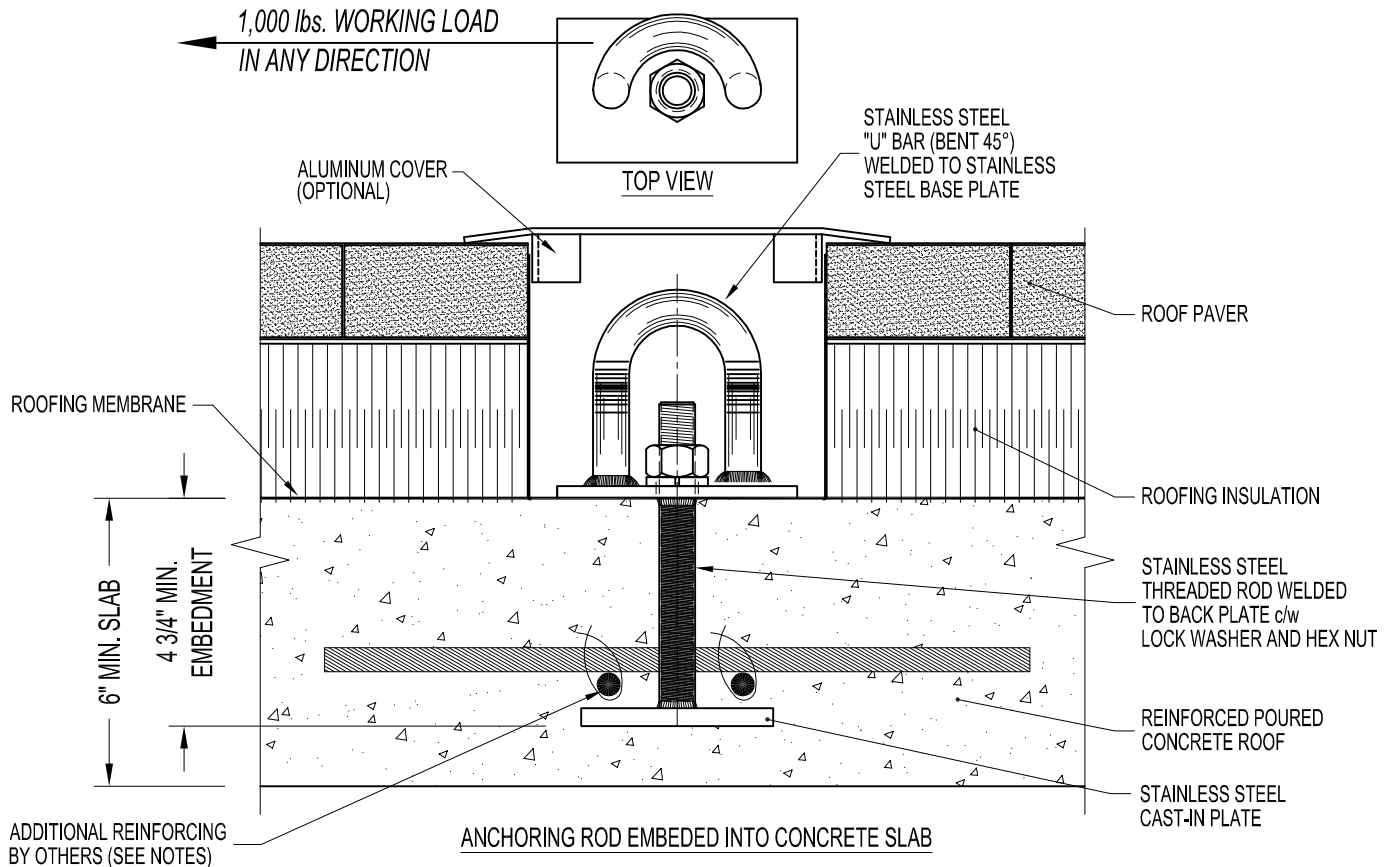 1,000 lbs. WORKING LOAD
IN ANY DIRECTION
TOP VIEW
STAINLESS STEEL
"U" BAR (BENT 45°)
WELDED TO STAINLESS
STEEL BASE PLATE
ALUMINUM COVER
(OPTIONAL)
ROOF PAVER
ROOFING MEMBRANE
ROOFING INSULATION
6" MIN. SLAB
4 3/4" MIN.
EMBEDMENT
STAINLESS STEEL
THREADED ROD WELDED
TO BACK PLATE c/w
LOCK WASHER AND HEX NUT
REINFORCED POURED
CONCRETE ROOF
STAINLESS STEEL
CAST-IN PLATE
ADDITIONAL REINFORCING
BY OTHERS (SEE NOTES)
ANCHORING ROD EMBEDED INTO CONCRETE SLAB